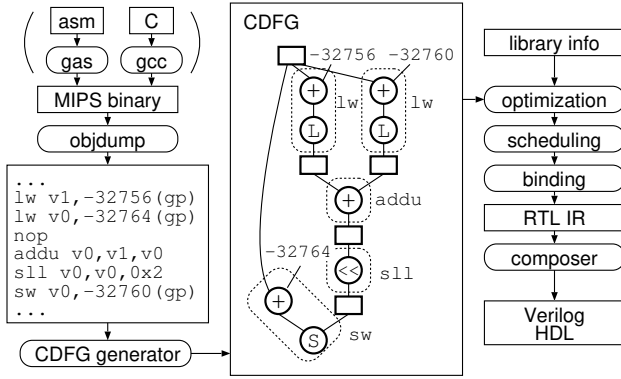 asm
C
gas
gcc
MIPS binary
objdump
...
lw v1,-32756(gp)
lw v0,-32764(gp)
nop
addu v0,v1,v0
sll v0,v0,0x2
sw v0,-32760(gp)
...
CDFG generator
CDFG
-32756
-32760
+
+
lw
lw
L
L
+
addu
-32764
<<
sll
+
S
sw
library info
optimization
scheduling
binding
RTL IR
composer
Verilog
HDL